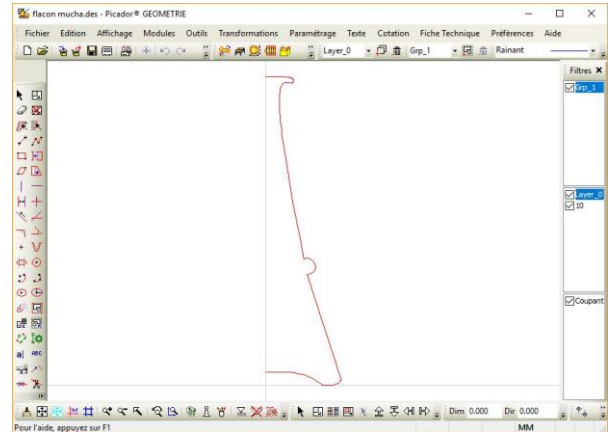 flacon mucha.des - Picador® GEOMETRIE
Fichier Edition Affichage Modules Outils Transformations Paramétrage Texte Cotation Fiche Technique Préférences Aide
Layer_0 Grp_1 Rainant
Filtres
Grp_1
Layer_0
10
Coupant
a| ABC
Dim 0.000 Dir 0.000
Pour l'aide, appuyez sur F1 MM